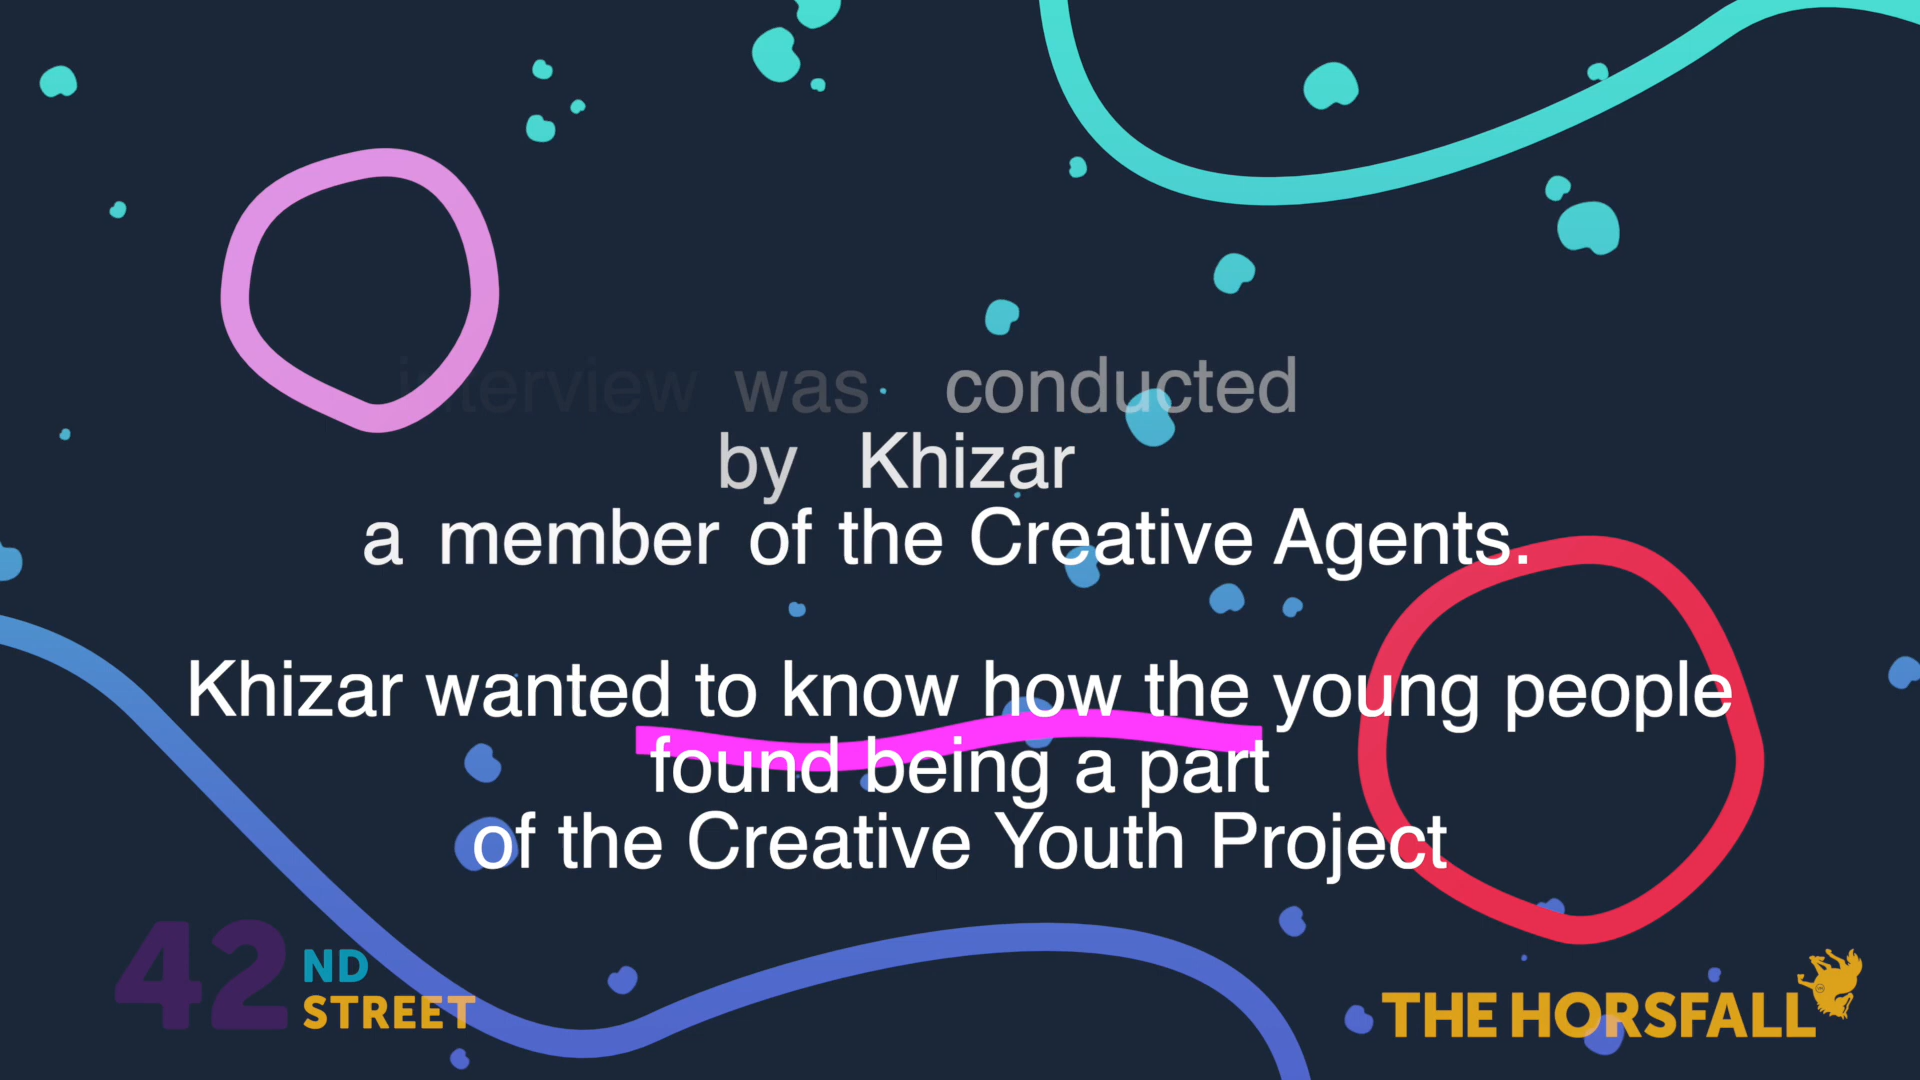 interview was conducted
by Khizar
a member of the Creative Agents.
Khizar wanted to know how the young people
found being a part
of the Creative Youth Project
42
ND
STREET
THE HORSFALL